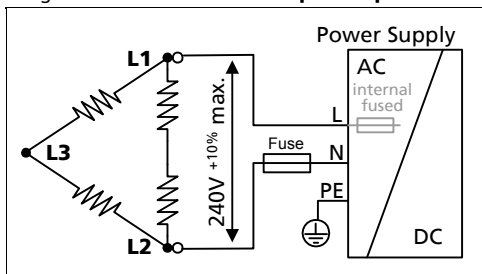 Power Supply
L1
AC
internal
fused
240V +10% max.
L
L3
Fuse
N
PE
L2
DC